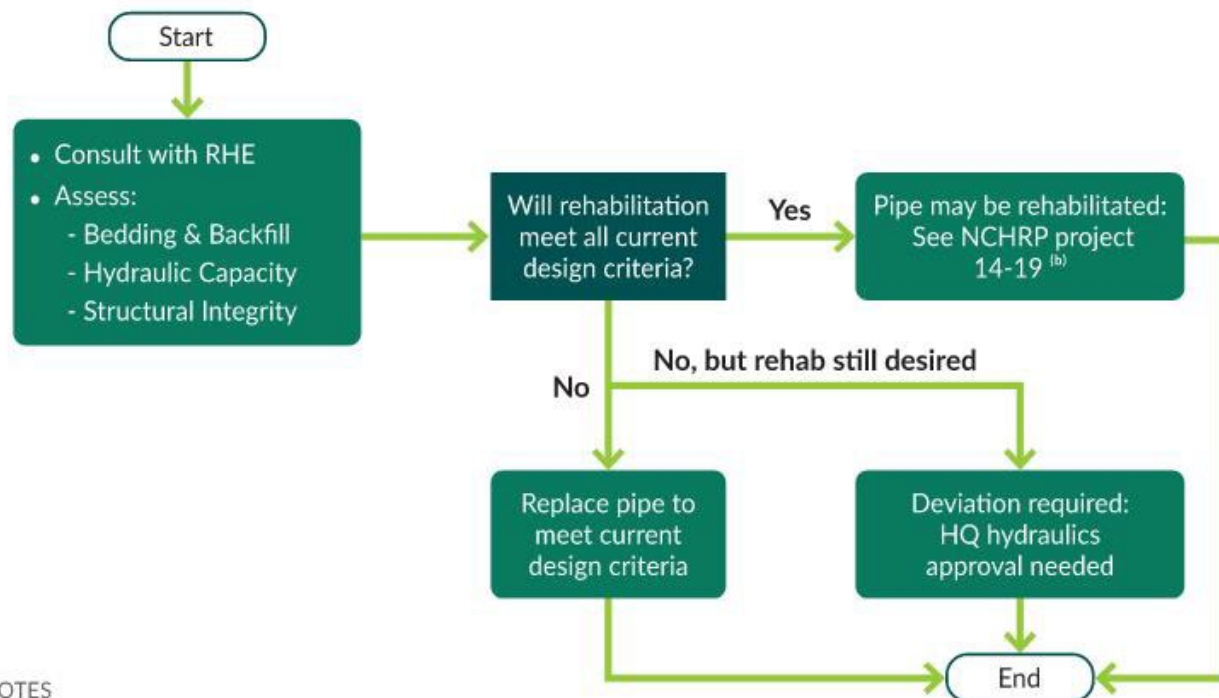 Start
• Consult with RHE
• Assess:
- Bedding & Backfill
- Hydraulic Capacity
- Structural Integrity
Will rehabilitation
meet all current
design criteria?
Yes
Pipe may be rehabilitated:
See NCHRP project
14-19 (b)
No, but rehab still desired
No
Replace pipe to
meet current
design criteria
Deviation required:
HQ hydraulics
approval needed
End
OTES